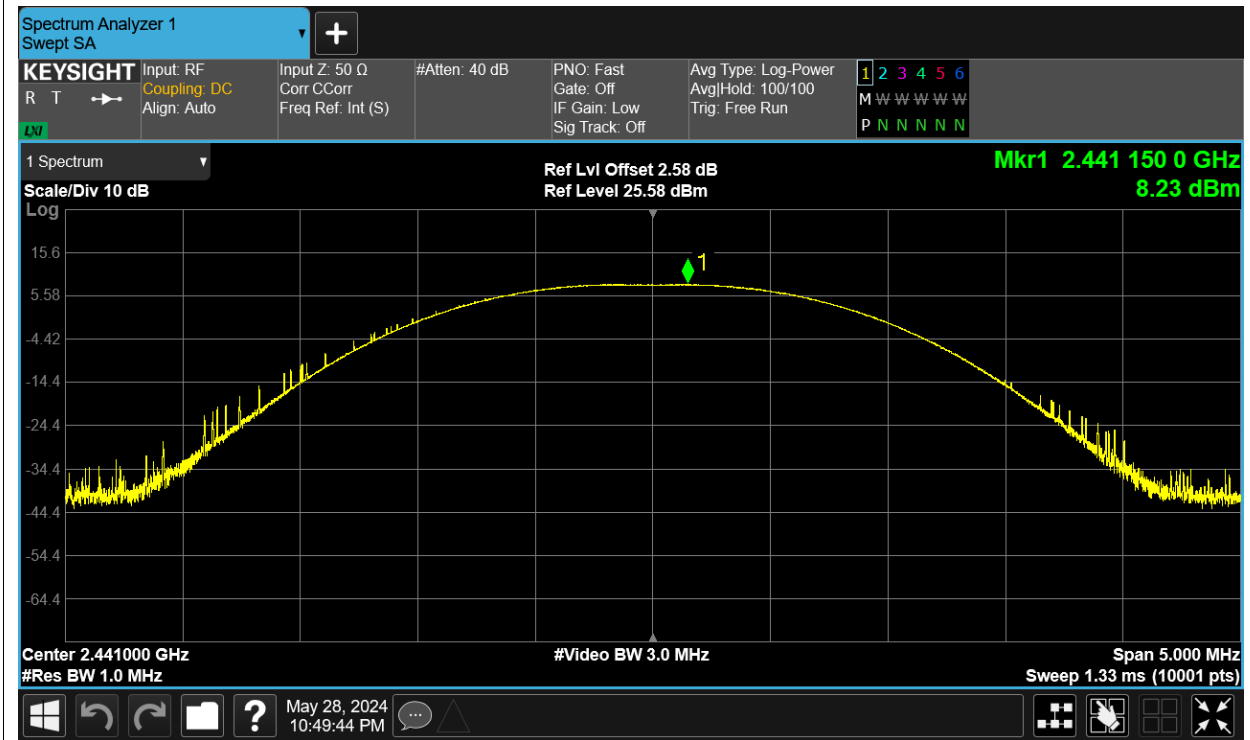 Spectrum Analyzer 1
Swept SA
+
KEYSIGHT
R T
LXI
Input: RF
Coupling: DC
Align: Auto
Input Z: 50 Ω
Corr CCorr
Freq Ref: Int (S)
#Atten: 40 dB
PNO: Fast
Gate: Off
IF Gain: Low
Sig Track: Off
Avg Type: Log-Power
Avg|Hold: 100/100
Trig: Free Run
1 2 3 4 5 6
M W W W W W
P N N N N N
1 Spectrum
Scale/Div 10 dB
Log
Ref Lvl Offset 2.58 dB
Ref Level 25.58 dBm
Mkr1 2.441 150 0 GHz
8.23 dBm
1
15.6
5.58
-4.42
-14.4
-24.4
-34.4
-44.4
-54.4
-64.4
Center 2.441000 GHz
#Res BW 1.0 MHz
#Video BW 3.0 MHz
Span 5.000 MHz
Sweep 1.33 ms (10001 pts)
?
May 28, 2024
10:49:44 PM